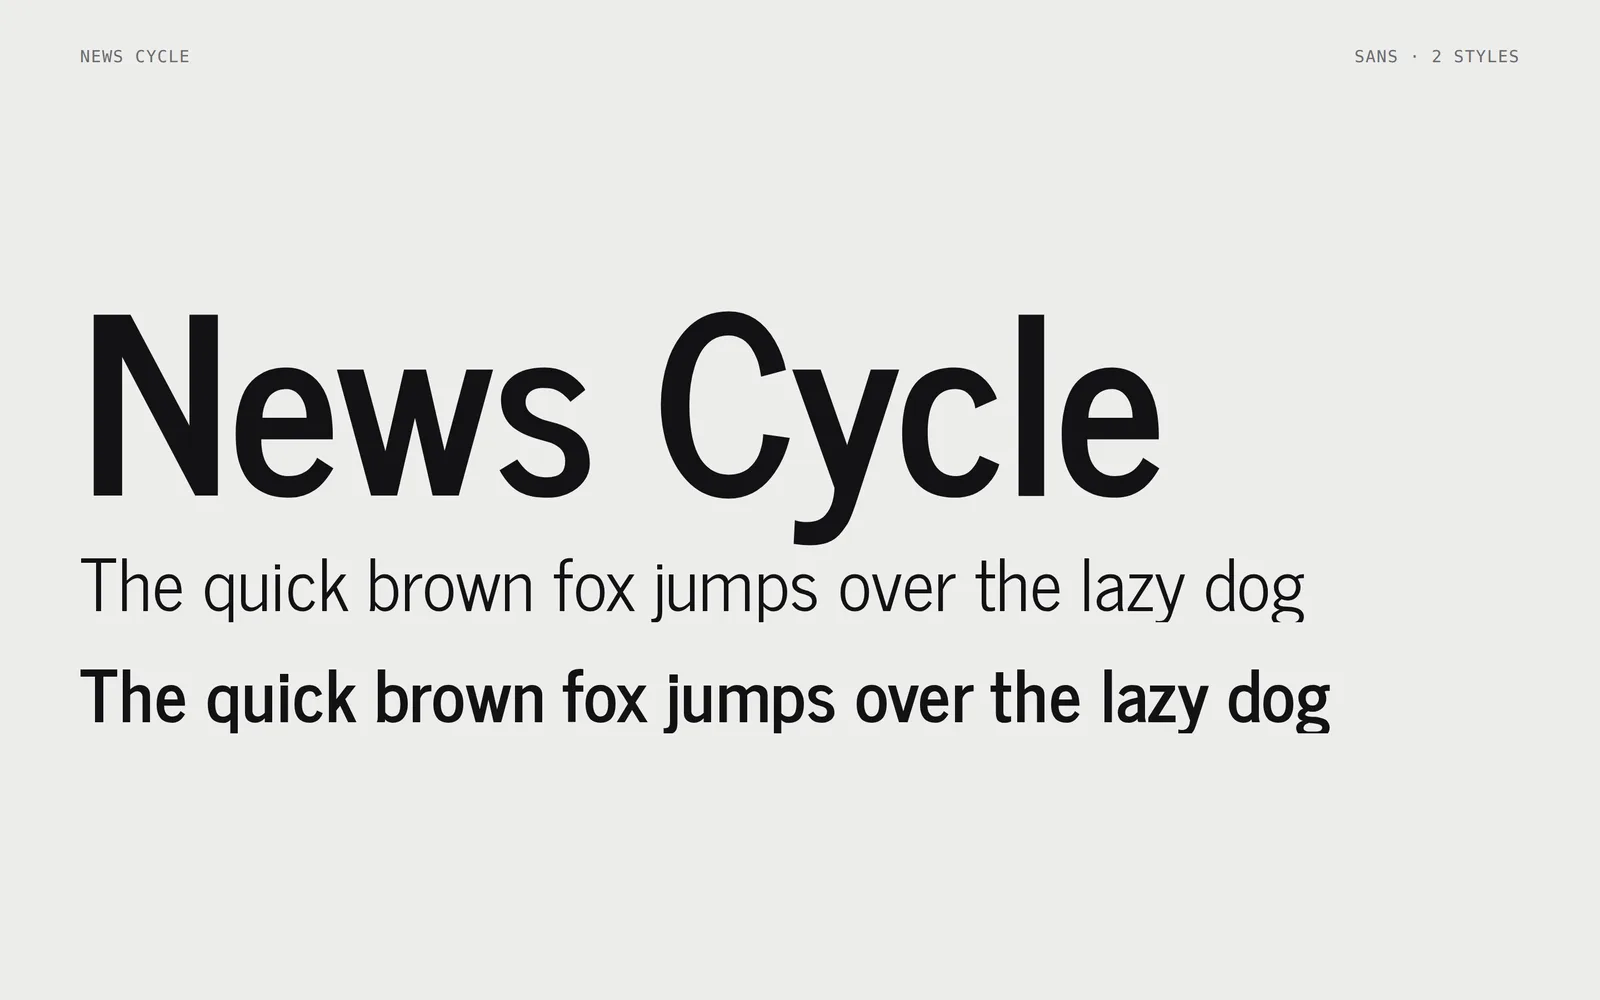 NEWS CYCLE
SANS · 2 STYLES
News Cycle
The quick brown fox jumps over the lazy dog
The quick brown fox jumps over the lazy dog